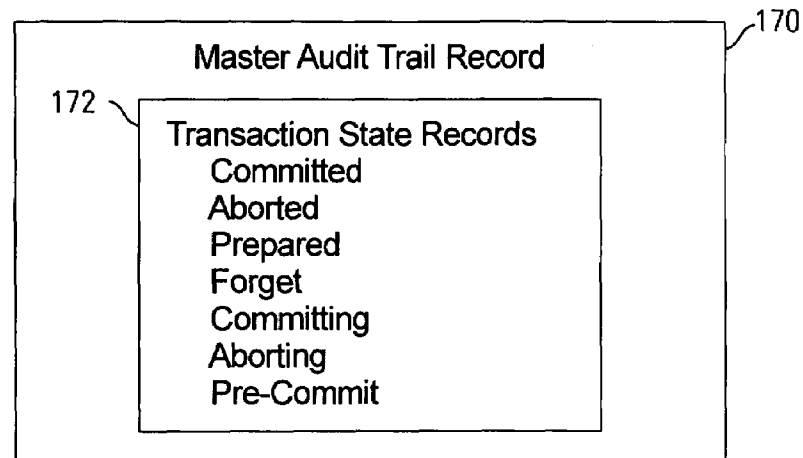 170
Master Audit Trail Record
172
Transaction State Records
Committed
Aborted
Prepared
Forget
Committing
Aborting
Pre-Commit